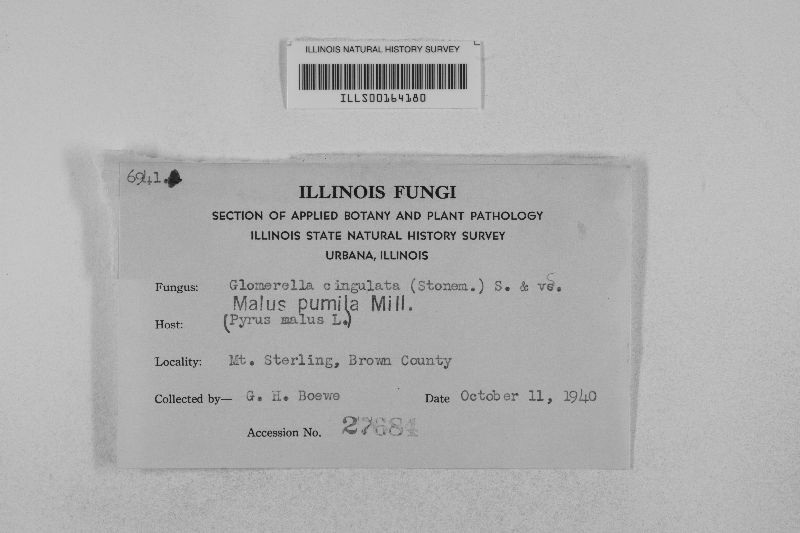 ILLINOIS NATURAL HISTORY SURVEY
ILLS00164180
6941.
ILLINOIS FUNGI
SECTION OF APPLIED BOTANY AND PLANT PATHOLOGY
ILLINOIS STATE NATURAL HISTORY SURVEY
URBANA, ILLINOIS
Fungus: Glomerella cingulata (Stonem.) S. & vS.
Malus pumila Mill.
Host: (Pyrus malus L.)
Locality: Mt. Sterling, Brown County
Collected by— G. H. Boewe Date October 11, 1940
Accession No. 27684